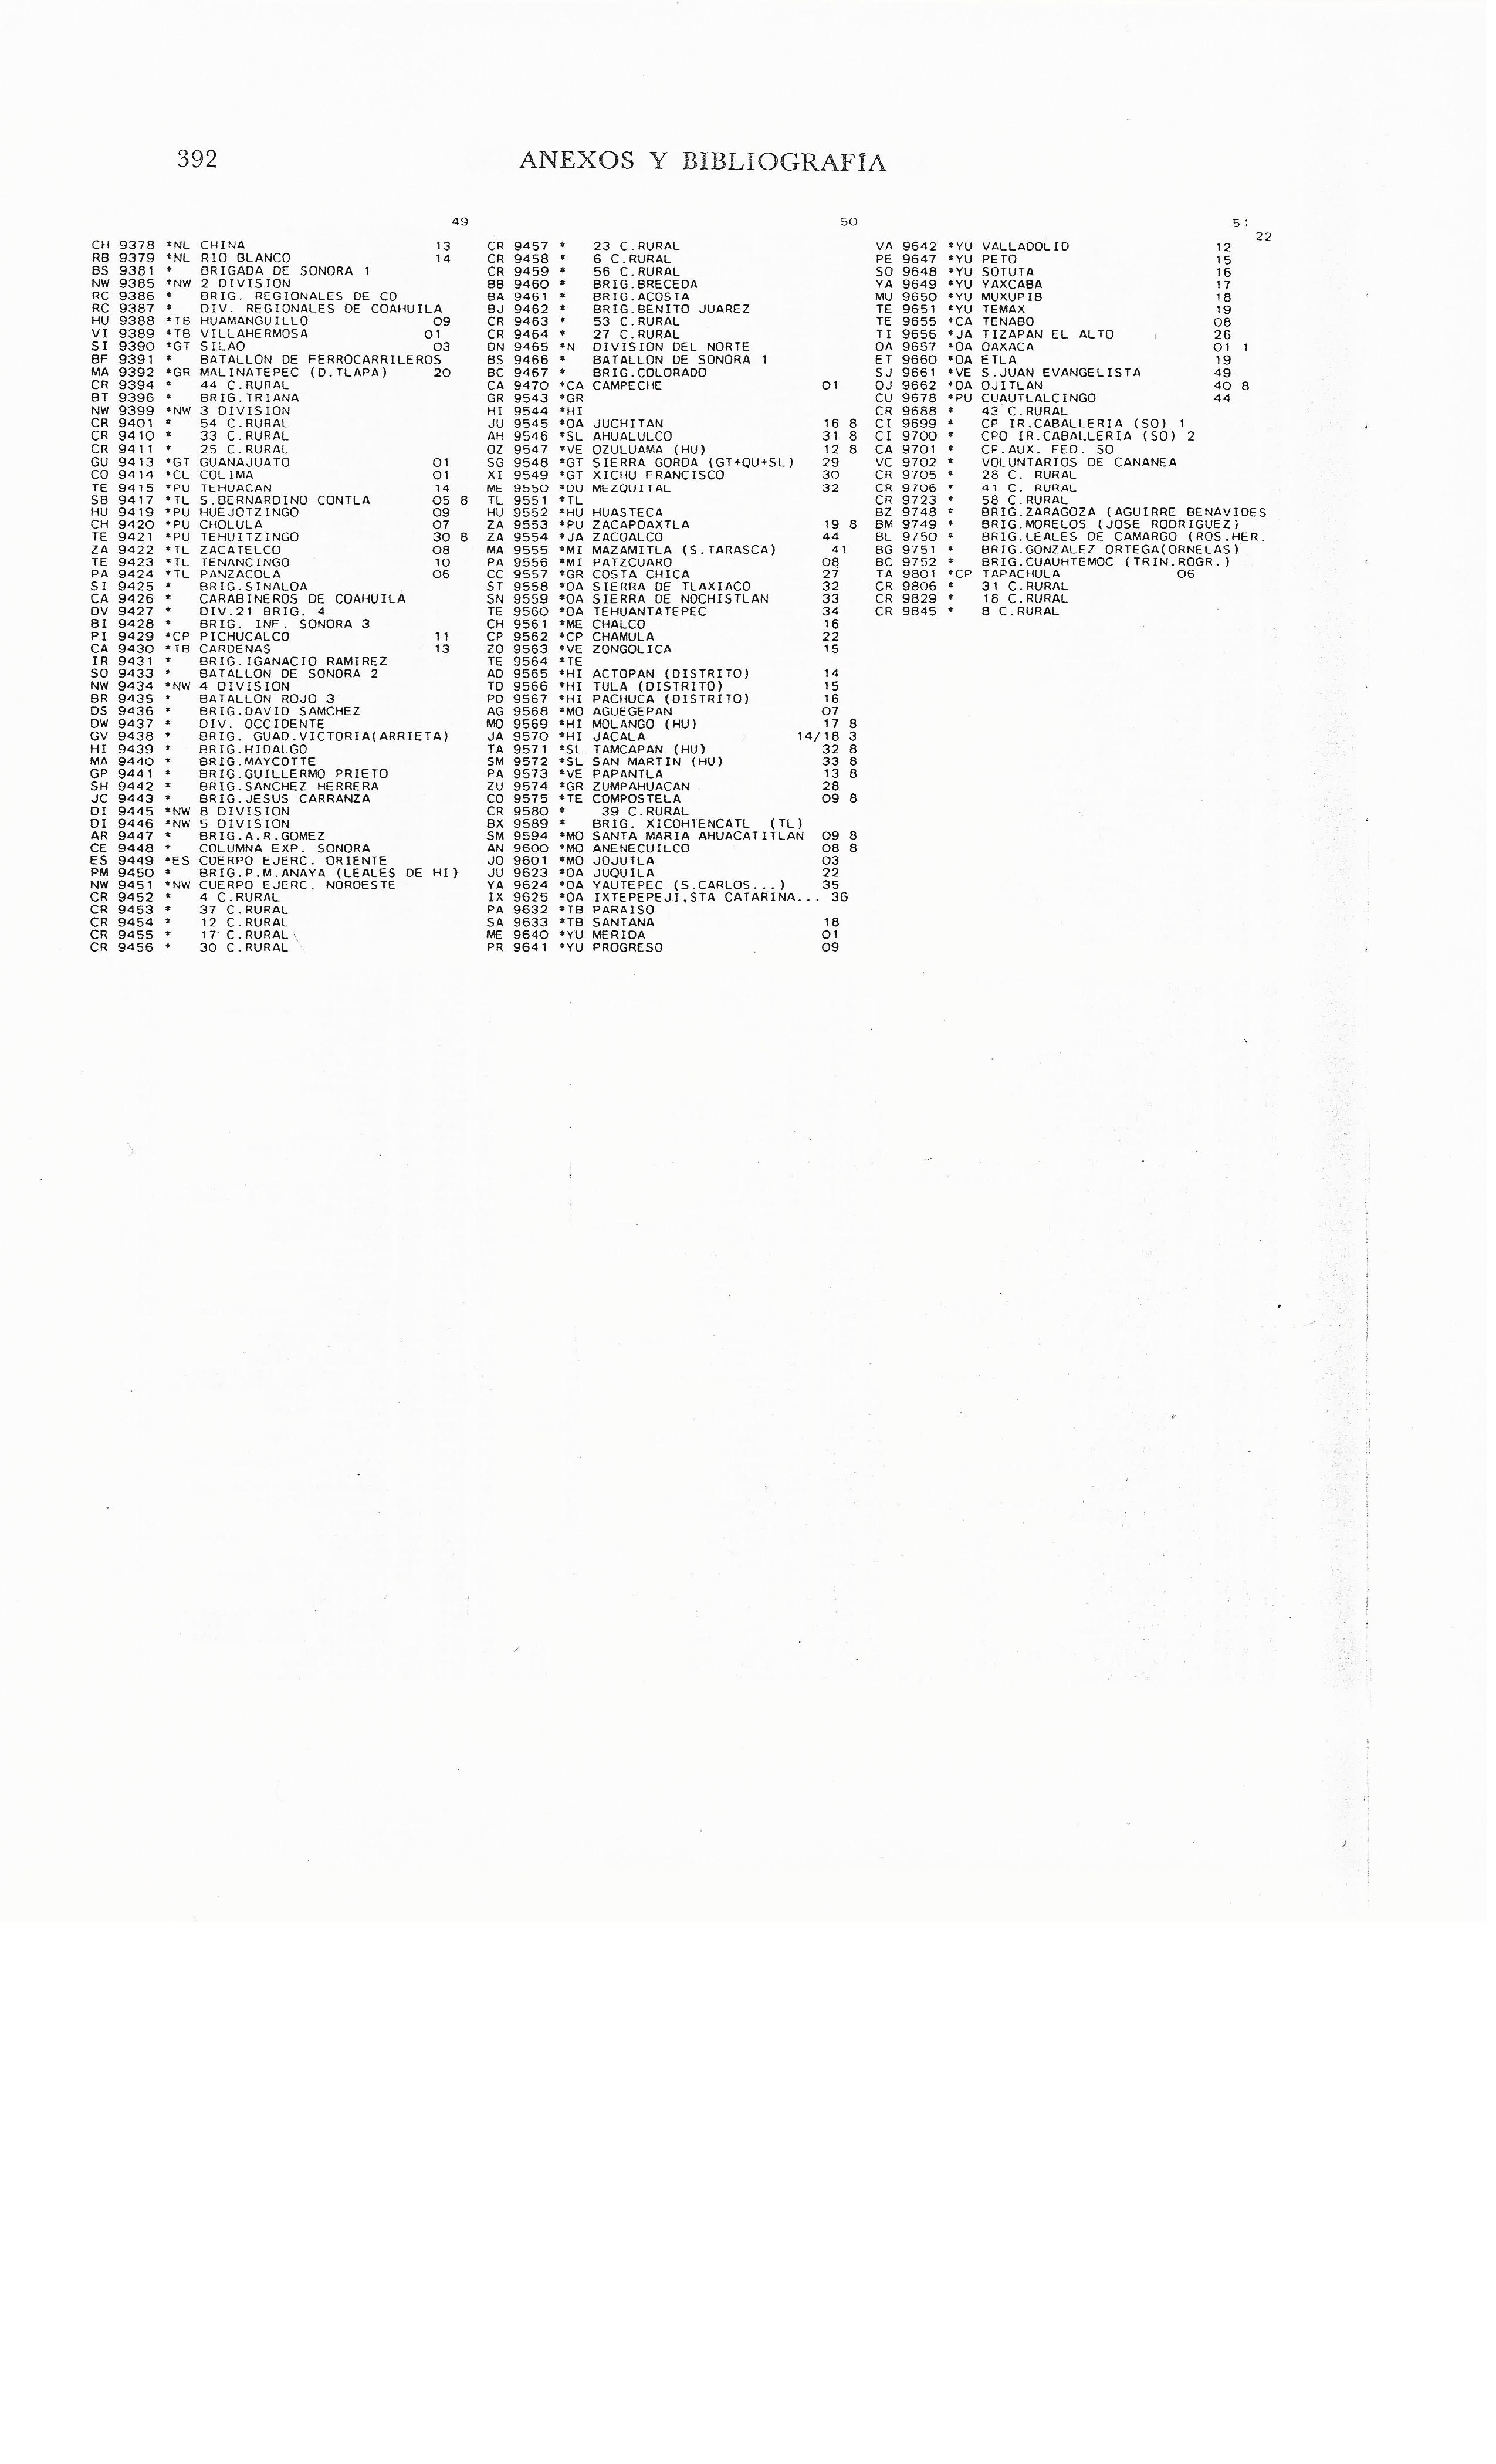 392
ANEXOS Y BIBLIOGRAFÍA
49
CH 9378 *NL CHINA 13
RB 9379 *NL RIO BLANCO 14
BS 9381 * BRIGADA DE SONORA 1
NW 9385 *NW 2 DIVISION
RC 9386 * BRIG. REGIONALES DE CO
RC 9387 * DIV. REGIONALES DE COAHUILA
HU 9388 *TB HUAMANGUILLO 09
VI 9389 *TB VILLAHERMOSA 01
SI 9390 *GT SILAO 03
BF 9391 * BATALLON DE FERROCARRILEROS
MA 9392 *GR MALINATEPEC (D.TLAPA) 20
CR 9394 * 44 C.RURAL
BT 9396 * BRIG.TRIANA
NW 9399 *NW 3 DIVISION
CR 9401 * 54 C.RURAL
CR 9410 * 33 C.RURAL
CR 9411 * 25 C.RURAL
GU 9413 *GT GUANAJUATO 01
CO 9414 *CL COLIMA 01
TE 9415 *PU TEHUACAN 14
SB 9417 *TL S.BERNARDINO CONTLA 05 8
HU 9419 *PU HUEJOTZINGO 09
CH 9420 *PU CHOLULA 07
TE 9421 *PU TEHUITZINGO 30 8
ZA 9422 *TL ZACATELCO 08
TE 9423 *TL TENANCINGO 10
PA 9424 *TL PANZACOLA 06
SI 9425 * BRIG.SINALOA
CA 9426 * CARABINEROS DE COAHUILA
DV 9427 * DIV.21 BRIG. 4
BI 9428 * BRIG. INF. SONORA 3
PI 9429 *CP PICHUCALCO 11
CA 9430 *TB CARDENAS 13
IR 9431 * BRIG.IGANACIO RAMIREZ
SO 9433 * BATALLON DE SONORA 2
NW 9434 *NW 4 DIVISION
BR 9435 * BATALLON ROJO 3
DS 9436 * BRIG.DAVID SAMCHEZ
DW 9437 * DIV. OCCIDENTE
GV 9438 * BRIG. GUAD.VICTORIA(ARRIETA)
HI 9439 * BRIG.HIDALGO
MA 9440 * BRIG.MAYCOTTE
GP 9441 * BRIG.GUILLERMO PRIETO
SH 9442 * BRIG.SANCHEZ HERRERA
JC 9443 * BRIG.JESUS CARRANZA
DI 9445 *NW 8 DIVISION
DI 9446 *NW 5 DIVISION
AR 9447 * BRIG.A.R.GOMEZ
CE 9448 * COLUMNA EXP. SONORA
ES 9449 *ES CUERPO EJERC. ORIENTE
PM 9450 * BRIG.P.M.ANAYA (LEALES DE HI)
NW 9451 *NW CUERPO EJERC. NOROESTE
CR 9452 * 4 C.RURAL
CR 9453 * 37 C.RURAL
CR 9454 * 12 C.RURAL
CR 9455 * 17 C.RURAL
CR 9456 * 30 C.RURAL
50
CR 9457 * 23 C.RURAL
CR 9458 * 6 C.RURAL
CR 9459 * 56 C.RURAL
BB 9460 * BRIG.BRECEDA
BA 9461 * BRIG.ACOSTA
BJ 9462 * BRIG.BENITO JUAREZ
CR 9463 * 53 C.RURAL
CR 9464 * 27 C.RURAL
DN 9465 *N DIVISION DEL NORTE
BS 9466 * BATALLON DE SONORA 1
BC 9467 * BRIG.COLORADO
CA 9470 *CA CAMPECHE 01
GR 9543 *GR
HI 9544 *HI
JU 9545 *OA JUCHITAN 16 8
AH 9546 *SL AHUALULCO 31 8
OZ 9547 *VE OZULUAMA (HU) 12 8
SG 9548 *GT SIERRA GORDA (GT+QU+SL) 29
XI 9549 *GT XICHU FRANCISCO 30
ME 9550 *DU MEZQUITAL 32
TL 9551 *TL
HU 9552 *HU HUASTECA
ZA 9553 *PU ZACAPOAXTLA 19 8
ZA 9554 *JA ZACOALCO 44
MA 9555 *MI MAZAMITLA (S.TARASCA) 41
PA 9556 *MI PATZCUARO 08
CC 9557 *GR COSTA CHICA 27
ST 9558 *OA SIERRA DE TLAXIACO 32
SN 9559 *OA SIERRA DE NOCHISTLAN 33
TE 9560 *OA TEHUANTATEPEC 34
CH 9561 *ME CHALCO 16
CP 9562 *CP CHAMULA 22
ZO 9563 *VE ZONGOLICA 15
TE 9564 *TE
AD 9565 *HI ACTOPAN (DISTRITO) 14
TD 9566 *HI TULA (DISTRITO) 15
PD 9567 *HI PACHUCA (DISTRITO) 16
AG 9568 *MO AGUEGEPAN 07
MO 9569 *HI MOLANGO (HU) 17 8
JA 9570 *HI JACALA 14/18 3
TA 9571 *SL TAMCAPAN (HU) 32 8
SM 9572 *SL SAN MARTIN (HU) 33 8
PA 9573 *VE PAPANTLA 13 8
ZU 9574 *GR ZUMPAHUACAN 28
CO 9575 *TE COMPOSTELA 09 8
CR 9580 * 39 C.RURAL
BX 9589 * BRIG. XICOHTENCATL (TL)
SM 9594 *MO SANTA MARIA AHUACATITLAN 09 8
AN 9600 *MO ANENECUILCO 08 8
JO 9601 *MO JOJUTLA 03
JU 9623 *OA JUQUILA 22
YA 9624 *OA YAUTEPEC (S.CARLOS...) 35
IX 9625 *OA IXTEPEPEJI,STA CATARINA... 36
PA 9632 *TB PARAISO
SA 9633 *TB SANTANA 18
ME 9640 *YU MERIDA 01
PR 9641 *YU PROGRESO 09
51
22
VA 9642 *YU VALLADOLID 12
PE 9647 *YU PETO 15
SO 9648 *YU SOTUTA 16
YA 9649 *YU YAXCABA 17
MU 9650 *YU MUXUPIB 18
TE 9651 *YU TEMAX 19
TE 9655 *CA TENABO 08
TI 9656 *JA TIZAPAN EL ALTO 26
OA 9657 *OA OAXACA 01 1
ET 9660 *OA ETLA 19
SJ 9661 *VE S.JUAN EVANGELISTA 49
OJ 9662 *OA OJITLAN 40 8
CU 9678 *PU CUAUTLALCINGO 44
CR 9688 * 43 C.RURAL
CI 9699 * CP IR.CABALLERIA (SO) 1
CI 9700 * CPO IR.CABALLERIA (SO) 2
CA 9701 * CP.AUX. FED. SO
VC 9702 * VOLUNTARIOS DE CANANEA
CR 9705 * 28 C. RURAL
CR 9706 * 41 C. RURAL
CR 9723 * 58 C.RURAL
BZ 9748 * BRIG.ZARAGOZA (AGUIRRE BENAVIDES
BM 9749 * BRIG.MORELOS (JOSE RODRIGUEZ)
BL 9750 * BRIG.LEALES DE CAMARGO (ROS.HER.
BG 9751 * BRIG.GONZALEZ ORTEGA(ORNELAS)
BC 9752 * BRIG.CUAUHTEMOC (TRIN.ROGR.)
TA 9801 *CP TAPACHULA 06
CR 9806 * 31 C.RURAL
CR 9829 * 18 C.RURAL
CR 9845 * 8 C.RURAL